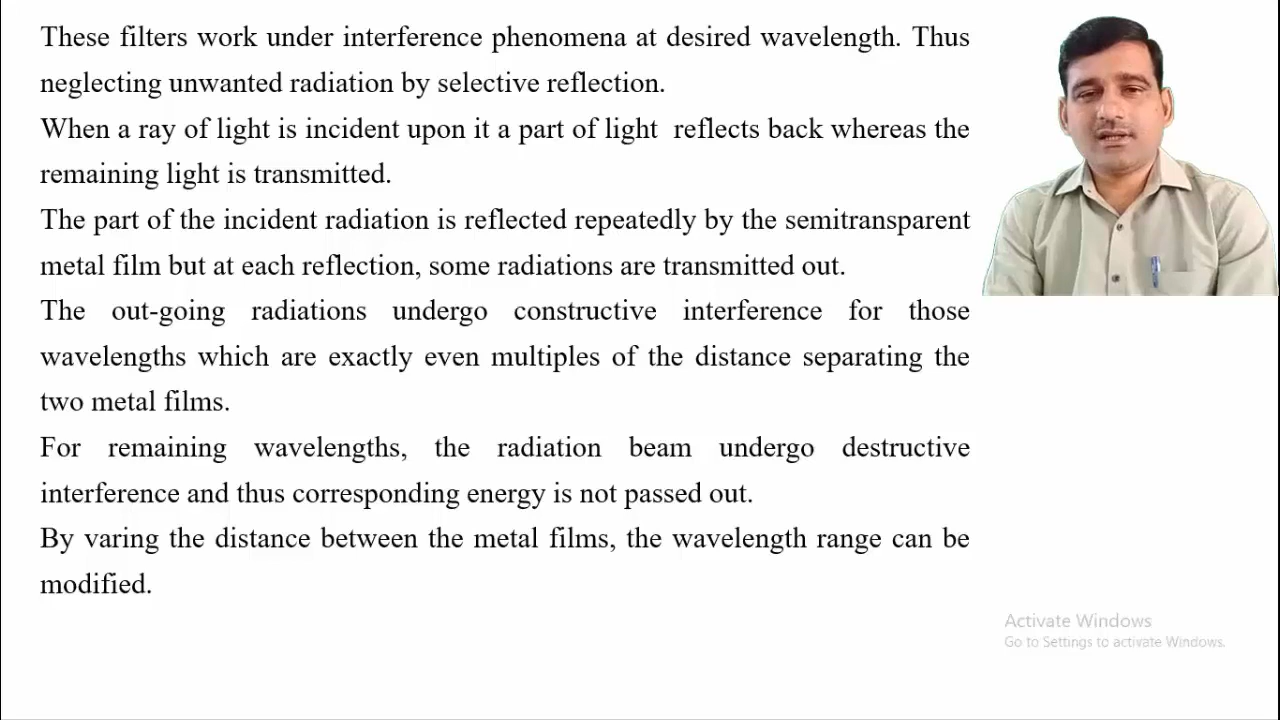 These filters work under interference phenomena at desired wavelength. Thus
neglecting unwanted radiation by selective reflection.
When a ray of light is incident upon it a part of light  reflects back whereas the
remaining light is transmitted.
The part of the incident radiation is reflected repeatedly by the semitransparent
metal film but at each reflection, some radiations are transmitted out.
The out-going radiations undergo constructive interference for those
wavelengths which are exactly even multiples of the distance separating the
two metal films.
For remaining wavelengths, the radiation beam undergo destructive
interference and thus corresponding energy is not passed out.
By varing the distance between the metal films, the wavelength range can be
modified.
Activate Windows
Go to Settings to activate Windows.